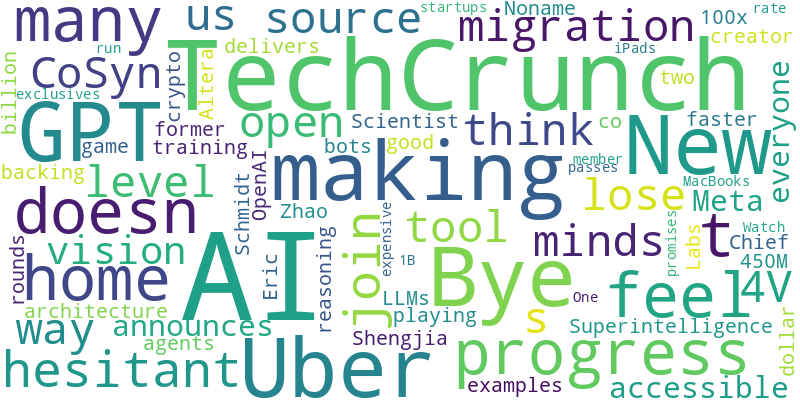 many
us
source
migration
startups
Noname
100x
rate
run
CoSyn
delivers
TechCrunch
iPads
creator
exclusives
crypto
Altera
two
billion
GPT
former
training
open
Scientist
think
co
New
faster
everyone
game
bots
good
backing
level
Schmidt
OpenAI
making
member
passes
lose
MacBooks
Meta
doesn
Zhao
join
expensive
tool
minds
promises
Labs
t
Watch
Chief
vision
AI
Eric
reasoning
1B
Bye
450M
rounds
home
LLMs
One
feel
4V
architecture
way
announces
playing
s
Superintelligence
agents
Shengjia
dollar
hesitant
Uber
progress
examples
accessible